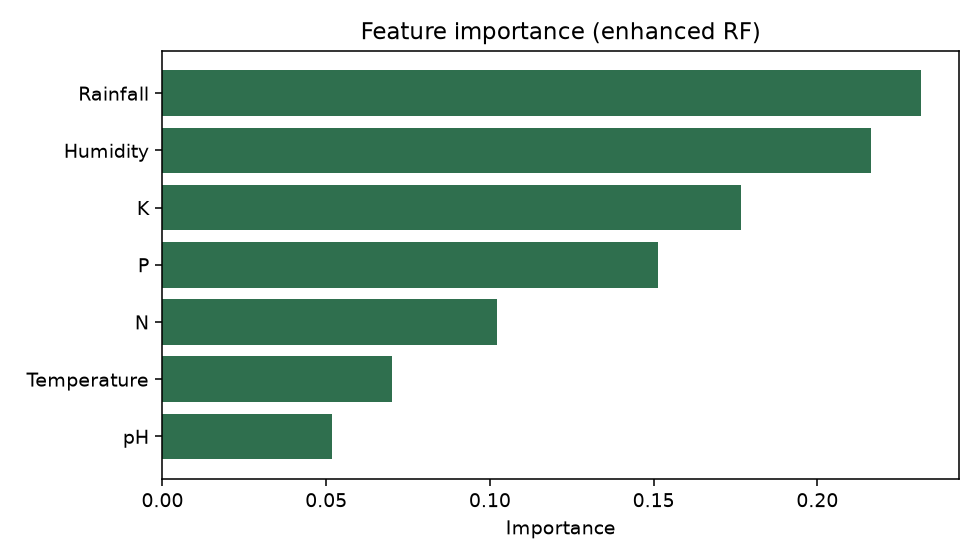 Feature importance (enhanced RF)
Rainfall
Humidity
K
P
N
Temperature
pH
0.00 0.05 0.10 0.15 0.20
Importance